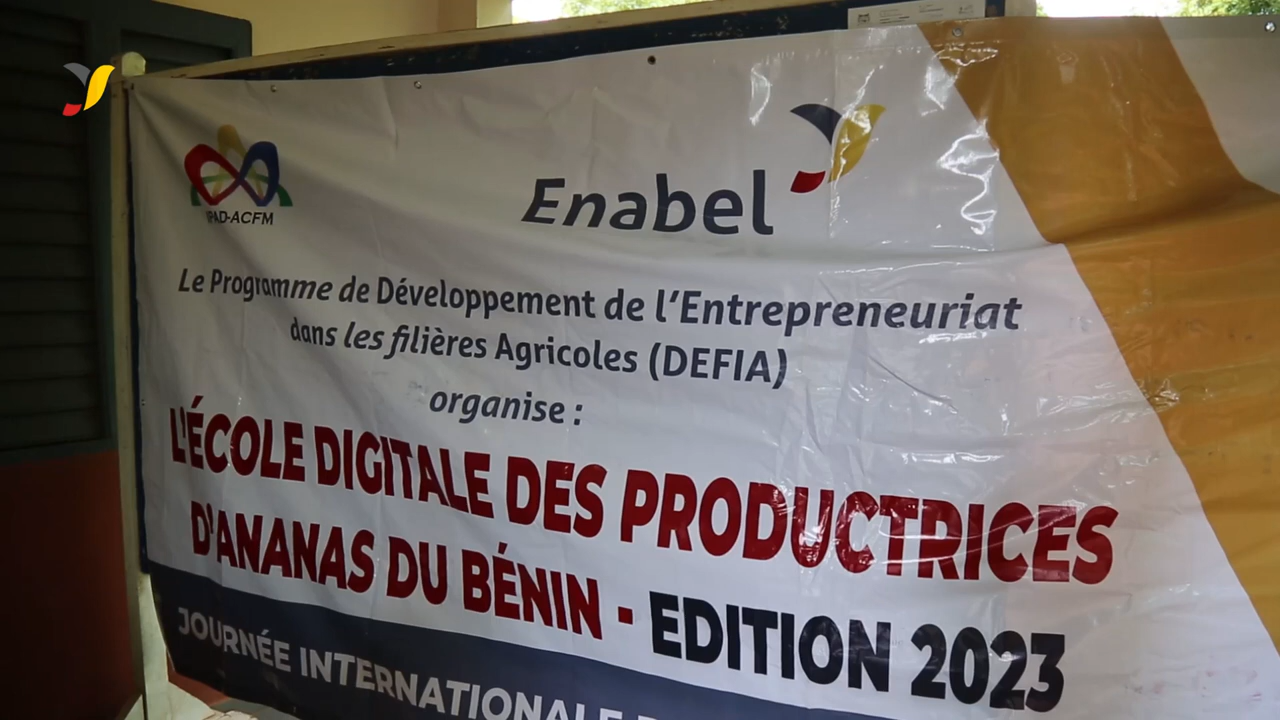 IPAD-ACFM
Enabel
Le Programme de Développement de l'Entrepreneuriat
dans les filières Agricoles (DEFIA)
organise :
L'ÉCOLE DIGITALE DES PRODUCTRICES
D'ANANAS DU BÉNIN - EDITION 2023
JOURNÉE INTERNATIONALE